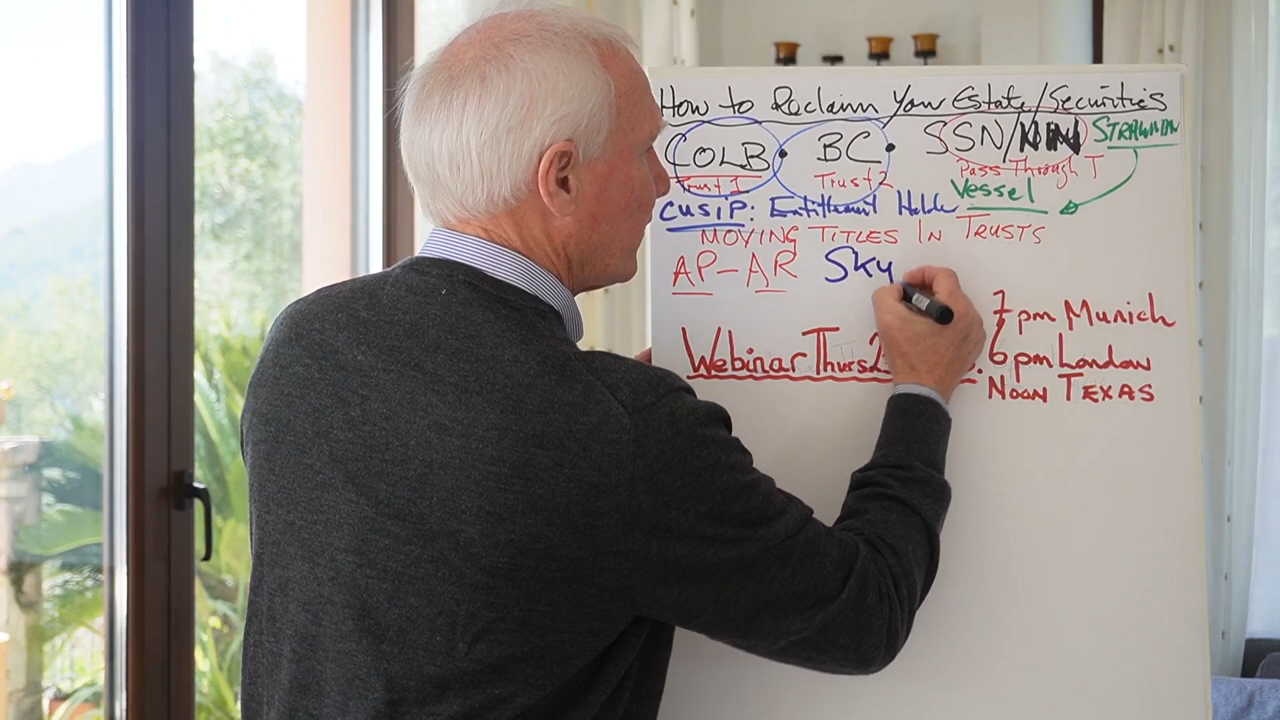 How to Reclaim Your Estate/Securities
COLB • BC • SSN/NIN STRAWMAN
Trust 1 Trust 2 Pass Through T
Vessel
CUSIP: Entitlement Holder
MOVING TITLES IN TRUSTS
AP-AR Sky
7pm Munich
Webinar Thurs 6pm London
NOON TEXAS